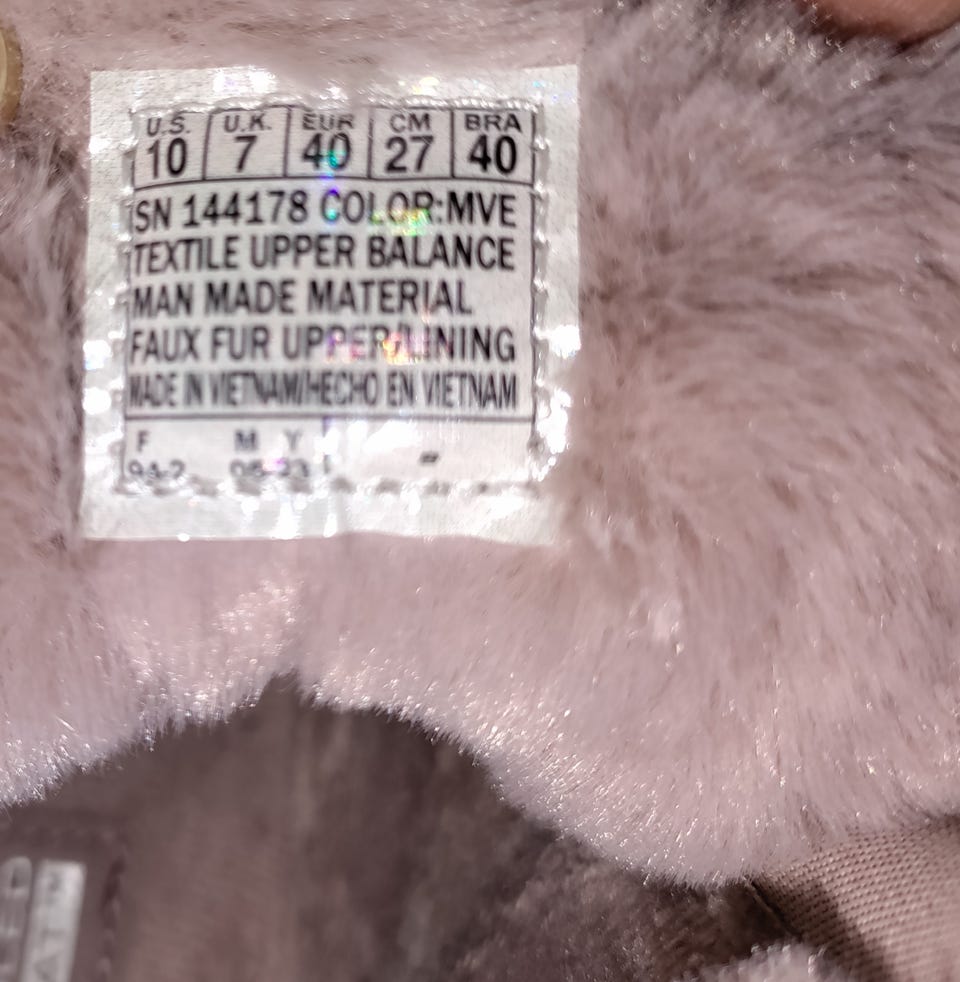 U.S. U.K. EUR CM BRA
10 7 40 27 40
SN 144178 COLOR:MVE
TEXTILE UPPER BALANCE
MAN MADE MATERIAL
FAUX FUR UPPER/LINING
MADE IN VIETNAM/HECHO EN VIETNAM
F M Y